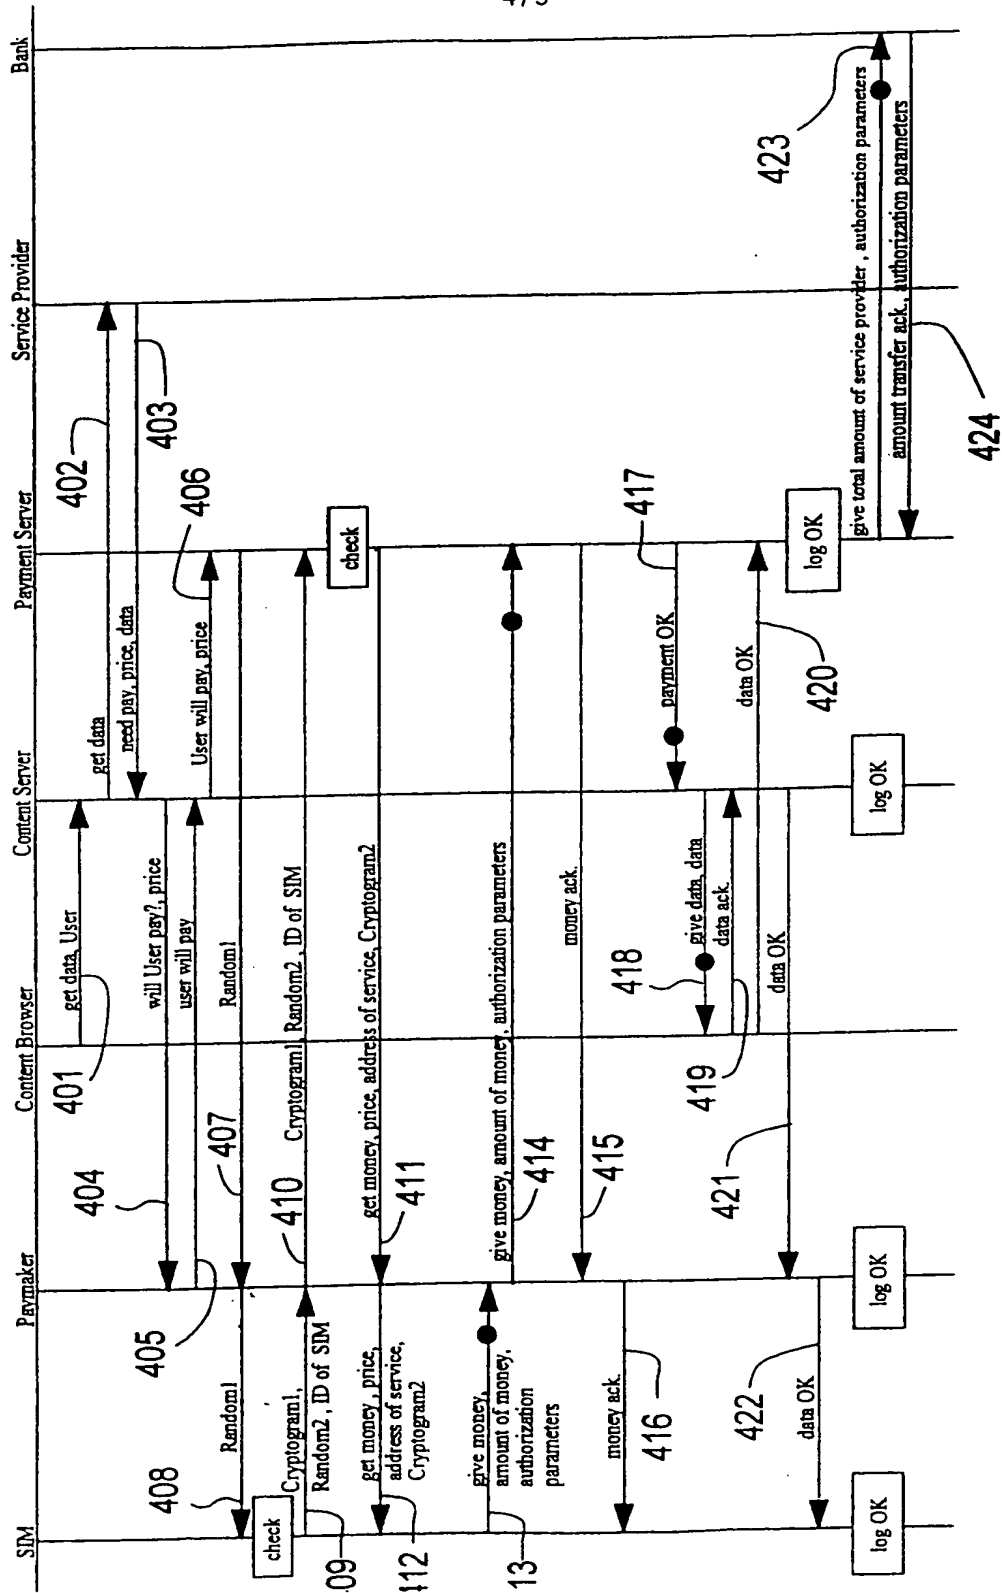 4/5
SIM
Paymaker
Content Browser
Content Server
Payment Server
Service Provider
Bank
get data, User
401
get data
402
need pay, price, data
403
will User pay?, price
404
user will pay
405
User will pay, price
406
Random1
407
Random1
408
check
Cryptogram1,
Random2 , ID of SIM
09
410
Cryptogram1, Random2 , ID of SIM
check
get money, price, address of service, Cryptogram2
411
get money, price,
address of service,
Cryptogram2
412
give money,
amount of money,
authorization
parameters
13
give money, amount of money, authorization parameters
414
money ack.
415
money ack.
416
payment OK
417
give data, data
418
data ack.
419
data OK
420
data OK
421
data OK
422
log OK
log OK
log OK
log OK
give total amount of service provider , authorization parameters
423
amount transfer ack., authorization parameters
424